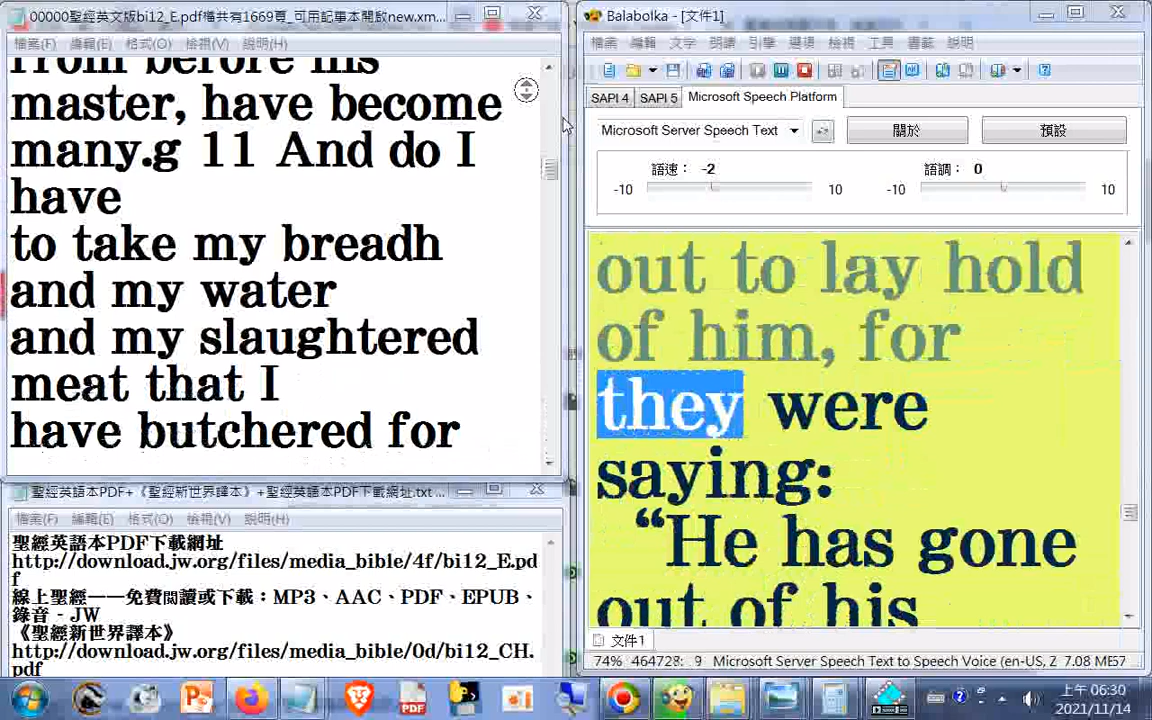 00000聖經英文版bi12_E.pdf檔共有1669頁_可用記事本開啟new.xm...
檔案(F) 編輯(E) 格式(O) 檢視(V) 說明(H)
from before his
master, have become
many.g 11 And do I
have
to take my breadh
and my water
and my slaughtered
meat that I
have butchered for
聖經英語本PDF+《聖經新世界譯本》+聖經英語本PDF下載網址.txt ...
檔案(F) 編輯(E) 格式(O) 檢視(V) 說明(H)
聖經英語本PDF下載網址
http://download.jw.org/files/media_bible/4f/bi12_E.pd
f
線上聖經——免費閱讀或下載：MP3、AAC、PDF、EPUB、
錄音 - JW
《聖經新世界譯本》
http://download.jw.org/files/media_bible/0d/bi12_CH.
pdf
Balabolka - [文件1]
檔案 編輯 文字 朗讀 引擎 選項 檢視 工具 書籤 說明
SAPI 4 SAPI 5 Microsoft Speech Platform
Microsoft Server Speech Text 關於 預設
語速： -2 語調： 0
-10 10 -10 10
out to lay hold
of him, for
they were
saying:
“He has gone
out of his
文件1
74% 464728: 9 Microsoft Server Speech Text to Speech Voice (en-US, Z 7.08 ME57
PDF
上午 06:30
2021/11/14